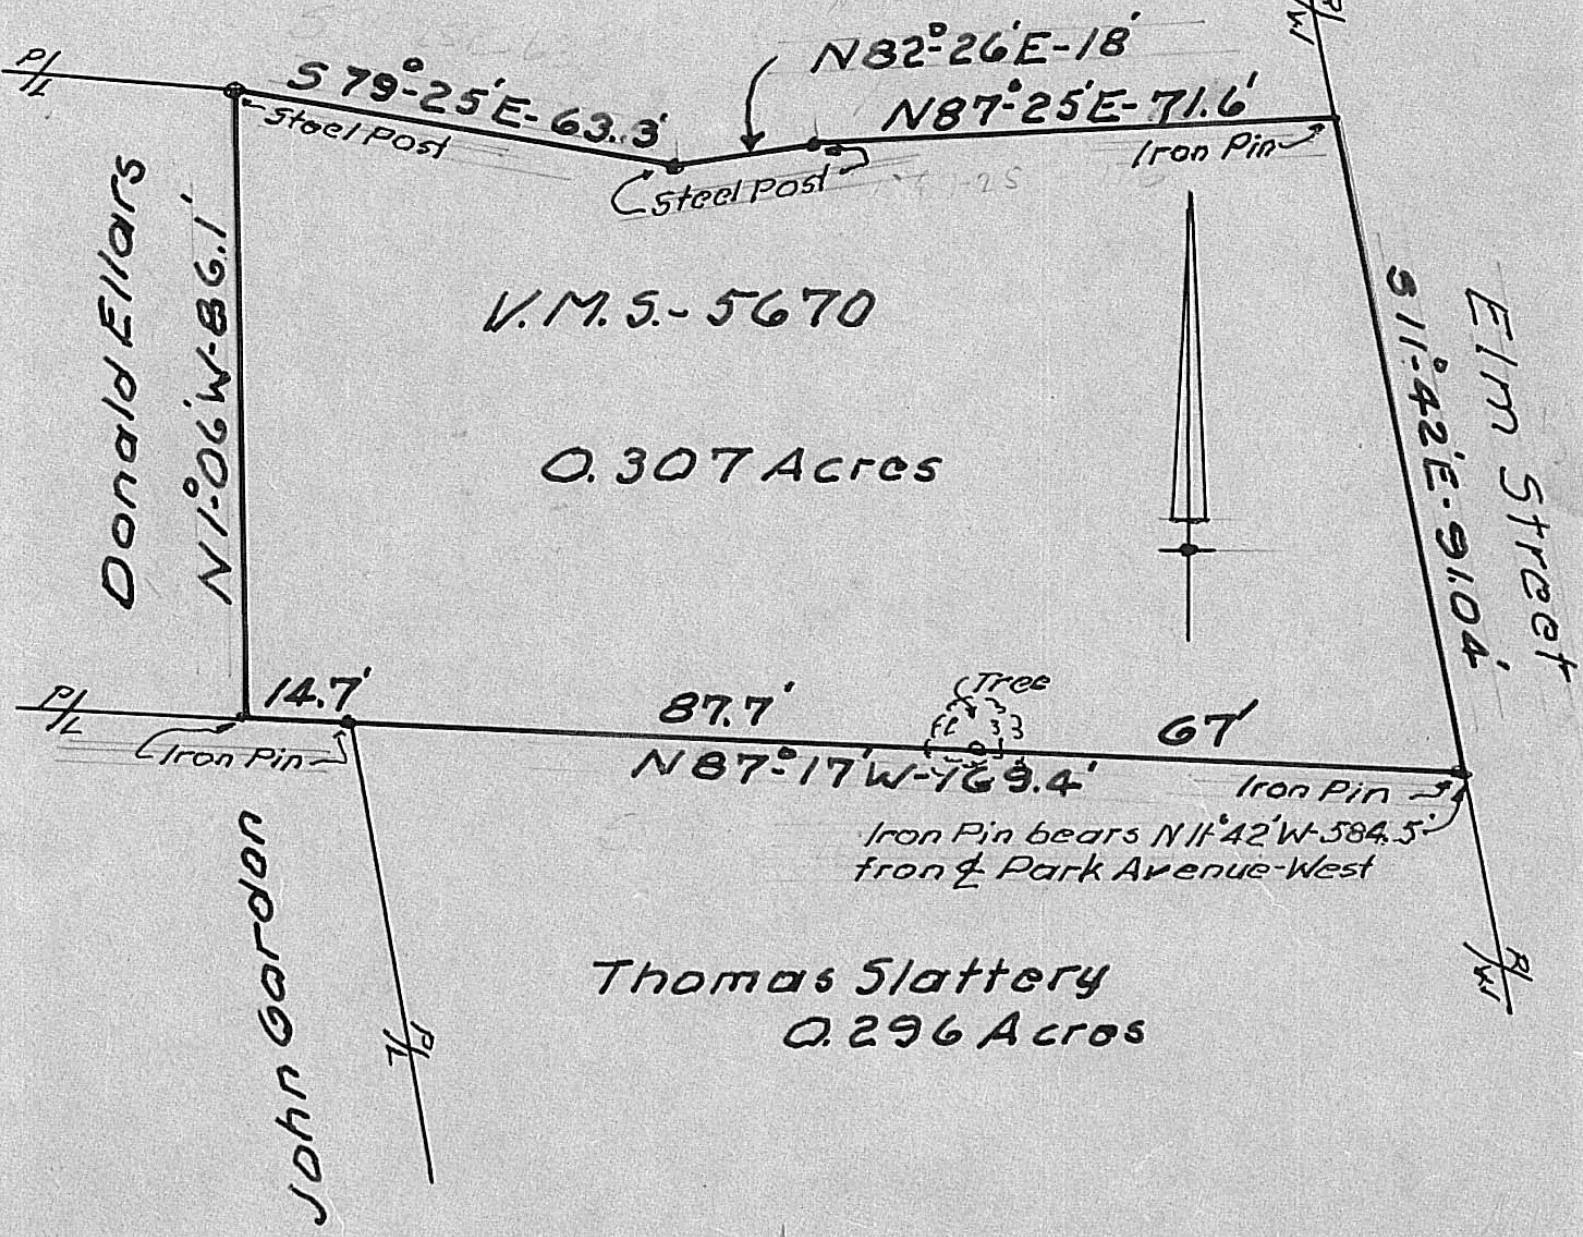 P/L
S79°-25'E-63.3'
N82°-26'E-18'
N87°-25'E-71.6'
R/W
Steel Post
Steel Post
Iron Pin
Donald Ellars
N1°-06'W-86.1'
V.M.S.-5670
0.307 Acres
S11°-42'E-91.04'
Elm Street
P/L
14.7'
87.7'
Tree
67'
Iron Pin
N87°-17'W-169.4'
Iron Pin
Iron Pin bears N11°42'W-584.5'
fron ℄ Park Avenue-West
John Gordon
P/L
Thomas Slattery
0.296 Acres
R/W